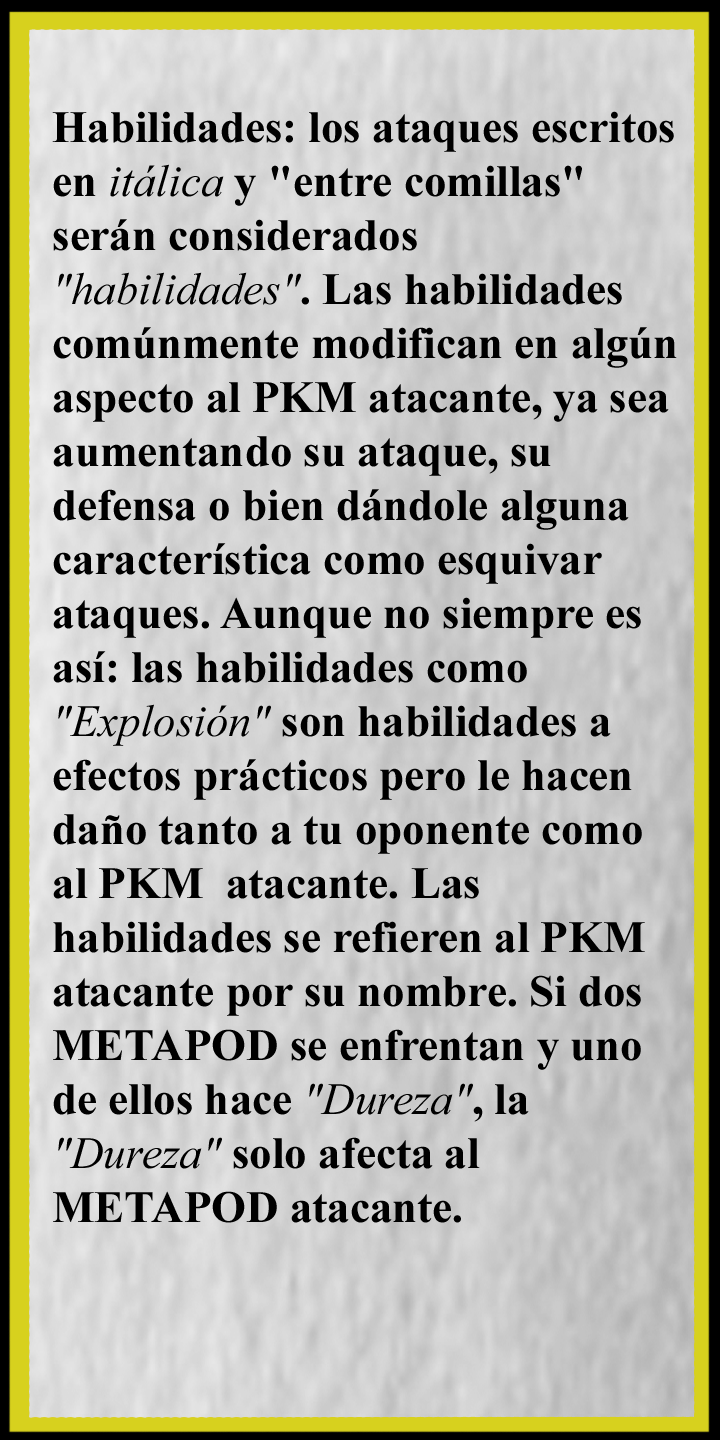 Habilidades: los ataques escritos
en itálica y "entre comillas"
serán considerados
"habilidades". Las habilidades
comúnmente modifican en algún
aspecto al PKM atacante, ya sea
aumentando su ataque, su
defensa o bien dándole alguna
característica como esquivar
ataques. Aunque no siempre es
así: las habilidades como
"Explosión" son habilidades a
efectos prácticos pero le hacen
daño tanto a tu oponente como
al PKM  atacante. Las
habilidades se refieren al PKM
atacante por su nombre. Si dos
METAPOD se enfrentan y uno
de ellos hace "Dureza", la
"Dureza" solo afecta al
METAPOD atacante.